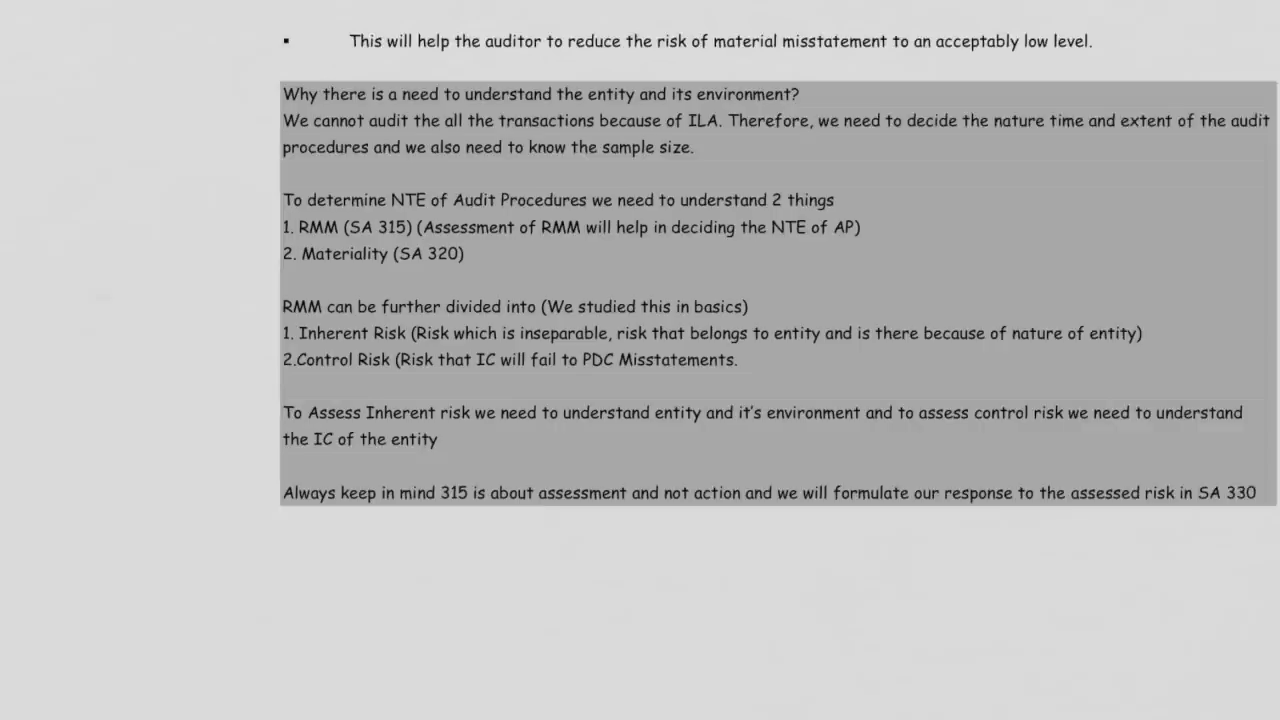 ▪ This will help the auditor to reduce the risk of material misstatement to an acceptably low level.
Why there is a need to understand the entity and its environment?
We cannot audit the all the transactions because of ILA. Therefore, we need to decide the nature time and extent of the audit
procedures and we also need to know the sample size.
To determine NTE of Audit Procedures we need to understand 2 things
1. RMM (SA 315) (Assessment of RMM will help in deciding the NTE of AP)
2. Materiality (SA 320)
RMM can be further divided into (We studied this in basics)
1. Inherent Risk (Risk which is inseparable, risk that belongs to entity and is there because of nature of entity)
2.Control Risk (Risk that IC will fail to PDC Misstatements.
To Assess Inherent risk we need to understand entity and it's environment and to assess control risk we need to understand
the IC of the entity
Always keep in mind 315 is about assessment and not action and we will formulate our response to the assessed risk in SA 330